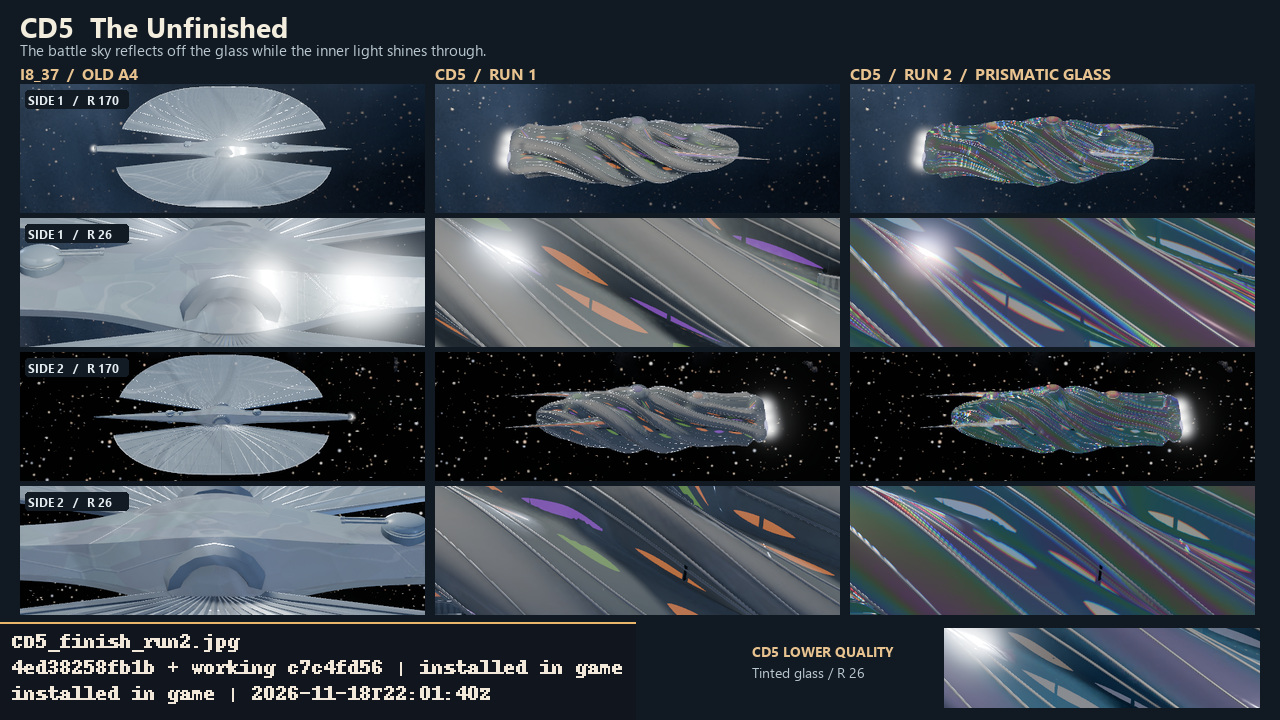 CD5 The Unfinished
The battle sky reflects off the glass while the inner light shines through.
I8_37 / OLD A4
CD5 / RUN 1
CD5 / RUN 2 / PRISMATIC GLASS
SIDE 1 / R 170
SIDE 1 / R 26
SIDE 2 / R 170
SIDE 2 / R 26
CD5_finish_run2.jpg
4ed38258fb1b + working c7c4fd56 | installed in game
installed in game | 2026-11-18T22:01:40Z
CD5 LOWER QUALITY
Tinted glass / R 26